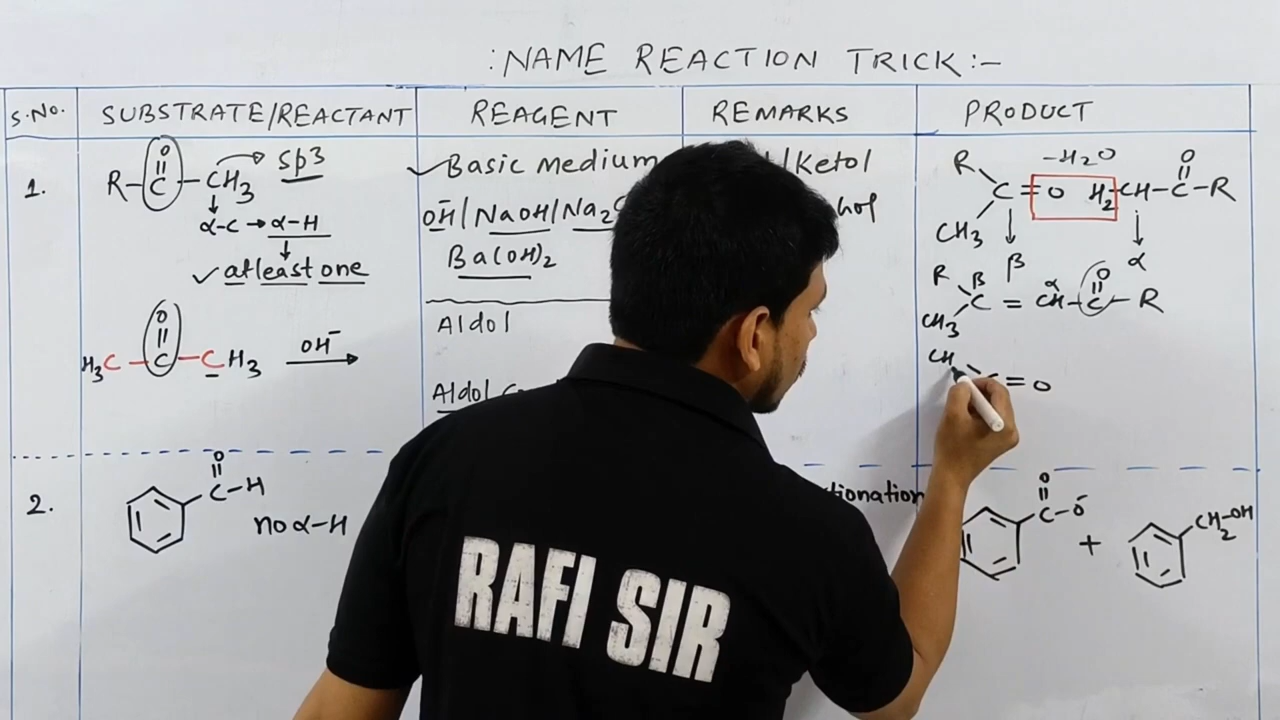 :NAME REACTION TRICK:-
S.No. SUBSTRATE/REACTANT REAGENT REMARKS PRODUCT
1.
O
R-C-CH3 → sp3
α-C → α-H
✓ atleast one
O
H3C-C-CH3 OH⁻
✓ Basic medium
OH⁻/NaOH/Na2
Ba(OH)2
Aldol
Aldol
/Ketol
R -H2O O
C=O H2-CH-C-R
CH3 β α
R β α O
C=CH-C-R
CH3
CH
C=O
2.
O
C-H
no α-H
O
C-O⁻
+
CH2-OH
RAFI SIR